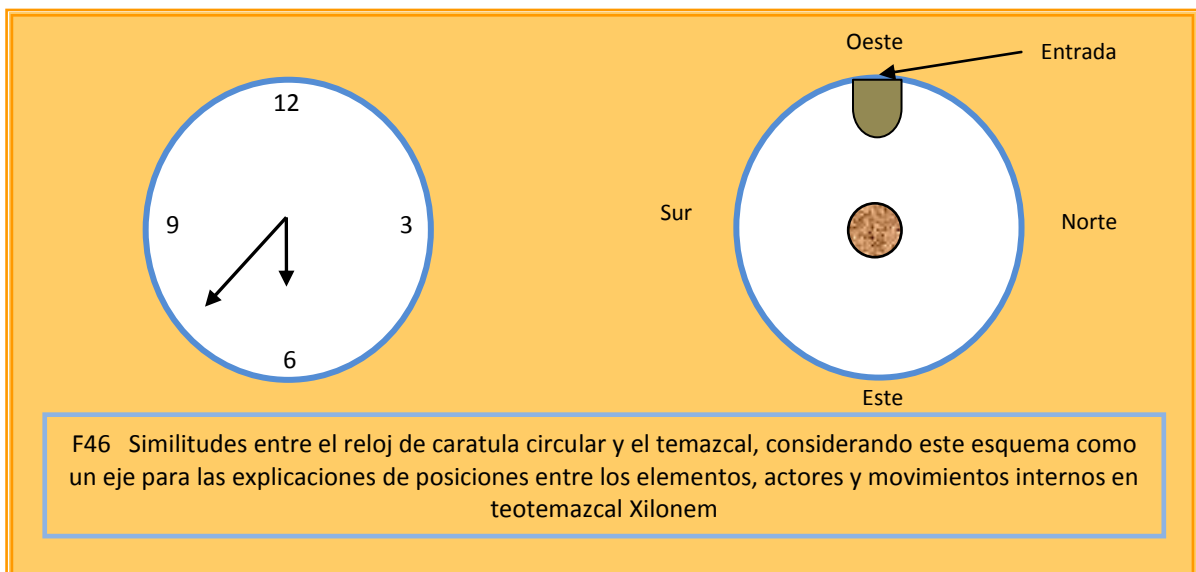 12
9
3
6
Oeste
Entrada
Sur
Norte
Este
F46 Similitudes entre el reloj de caratula circular y el temazcal, considerando este esquema como
un eje para las explicaciones de posiciones entre los elementos, actores y movimientos internos en
teotemazcal Xilonem